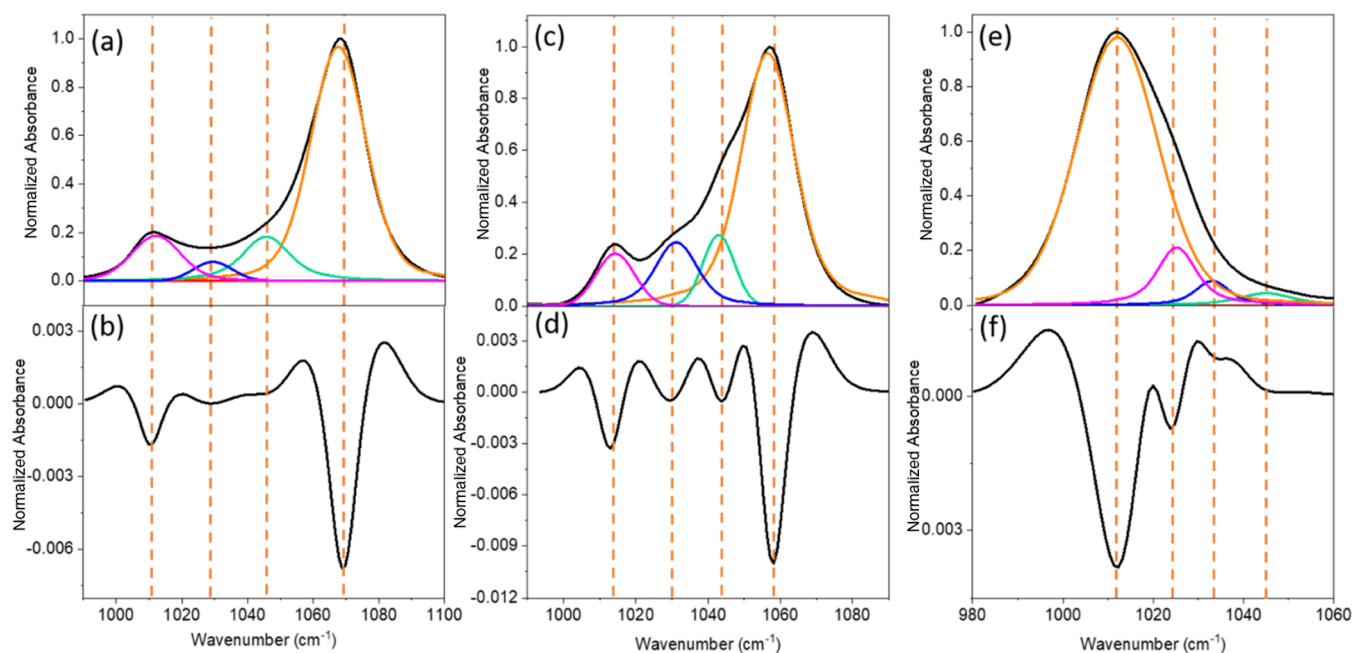 (a)
1.0
0.8
0.6
0.4
0.2
0.0
Normalized Absorbance
(b)
0.003
0.000
-0.003
-0.006
Normalized Absorbance
1000 1020 1040 1060 1080 1100
Wavenumber (cm⁻¹)
(c)
1.0
0.8
0.6
0.4
0.2
0.0
Normalized Absorbance
(d)
0.003
0.000
-0.003
-0.006
-0.009
-0.012
Normalized Absorbance
1000 1020 1040 1060 1080
Wavenumber (cm⁻¹)
(e)
1.0
0.8
0.6
0.4
0.2
0.0
Normalized Absorbance
(f)
0.000
0.003
Normalized Absorbance
980 1000 1020 1040 1060
Wavenumber (cm⁻¹)